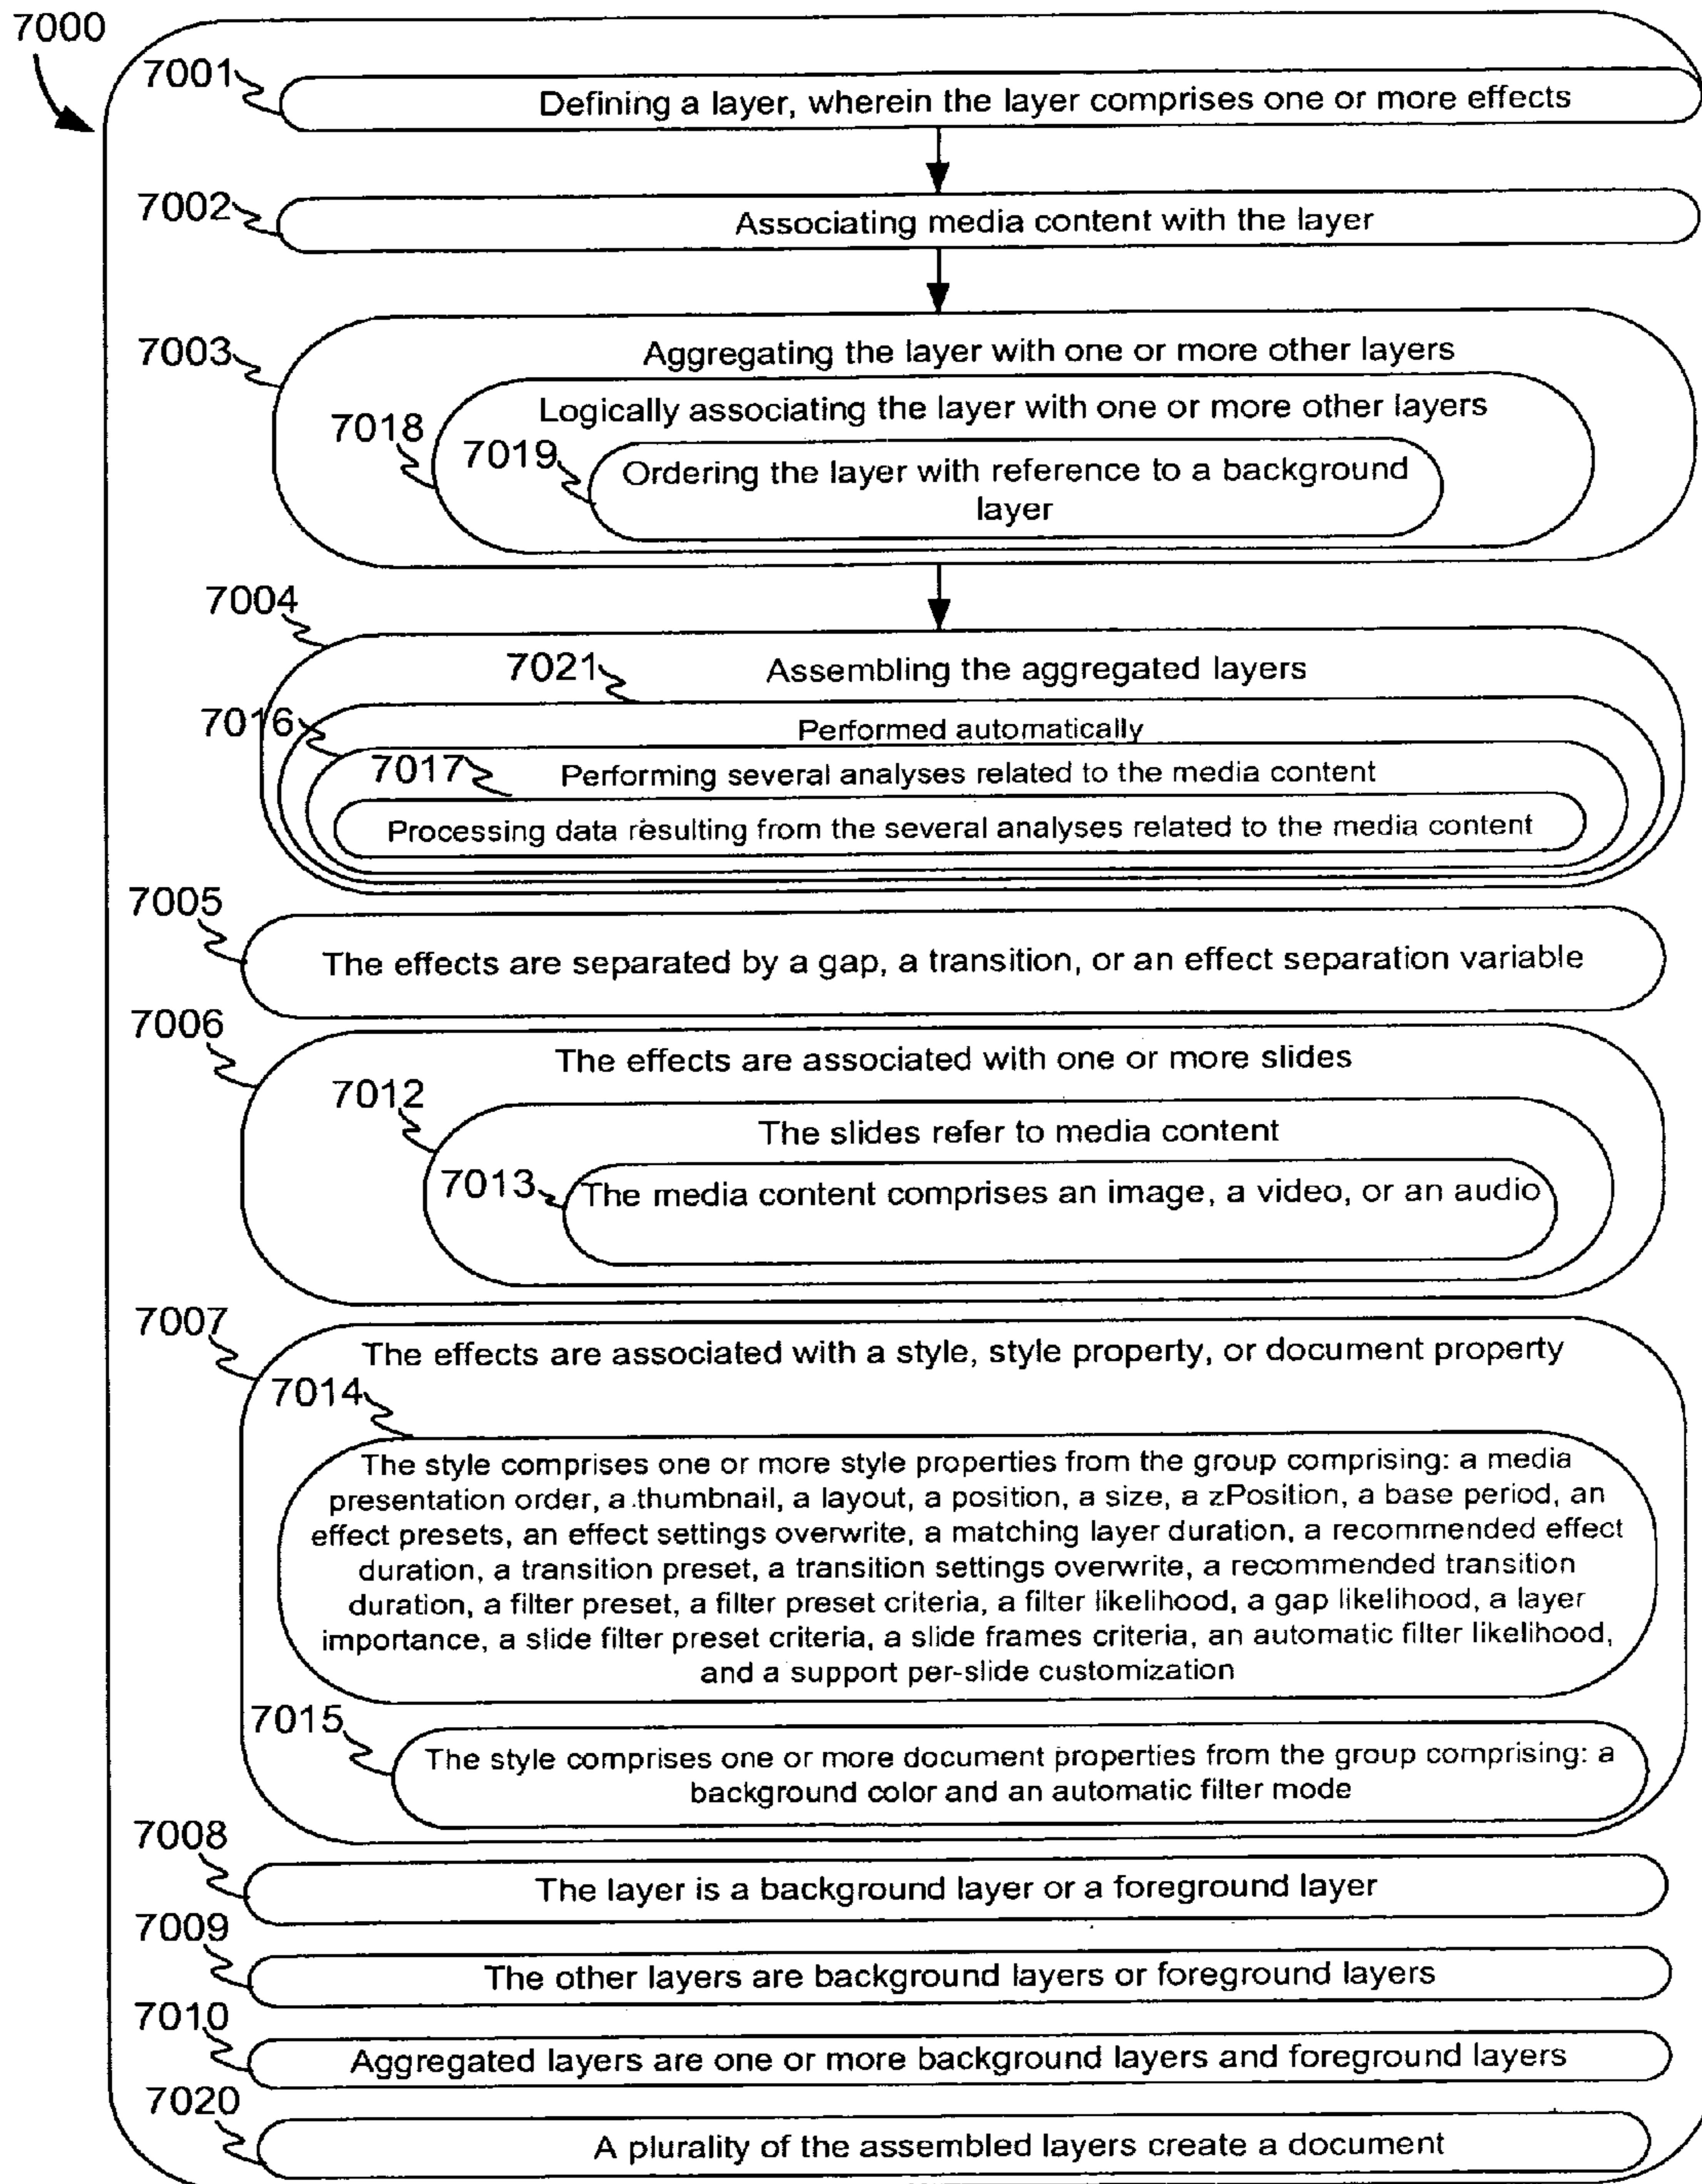 7000
7001
Defining a layer, wherein the layer comprises one or more effects
7002
Associating media content with the layer
7003
Aggregating the layer with one or more other layers
7018
Logically associating the layer with one or more other layers
7019
Ordering the layer with reference to a background
layer
7004
7021
Assembling the aggregated layers
7016
Performed automatically
7017
Performing several analyses related to the media content
Processing data resulting from the several analyses related to the media content
7005
The effects are separated by a gap, a transition, or an effect separation variable
7006
The effects are associated with one or more slides
7012
The slides refer to media content
7013
The media content comprises an image, a video, or an audio
7007
The effects are associated with a style, style property, or document property
7014
The style comprises one or more style properties from the group comprising: a media
presentation order, a thumbnail, a layout, a position, a size, a zPosition, a base period, an
effect presets, an effect settings overwrite, a matching layer duration, a recommended effect
duration, a transition preset, a transition settings overwrite, a recommended transition
duration, a filter preset, a filter preset criteria, a filter likelihood, a gap likelihood, a layer
importance, a slide filter preset criteria, a slide frames criteria, an automatic filter likelihood,
and a support per-slide customization
7015
The style comprises one or more document properties from the group comprising: a
background color and an automatic filter mode
7008
The layer is a background layer or a foreground layer
7009
The other layers are background layers or foreground layers
7010
Aggregated layers are one or more background layers and foreground layers
7020
A plurality of the assembled layers create a document